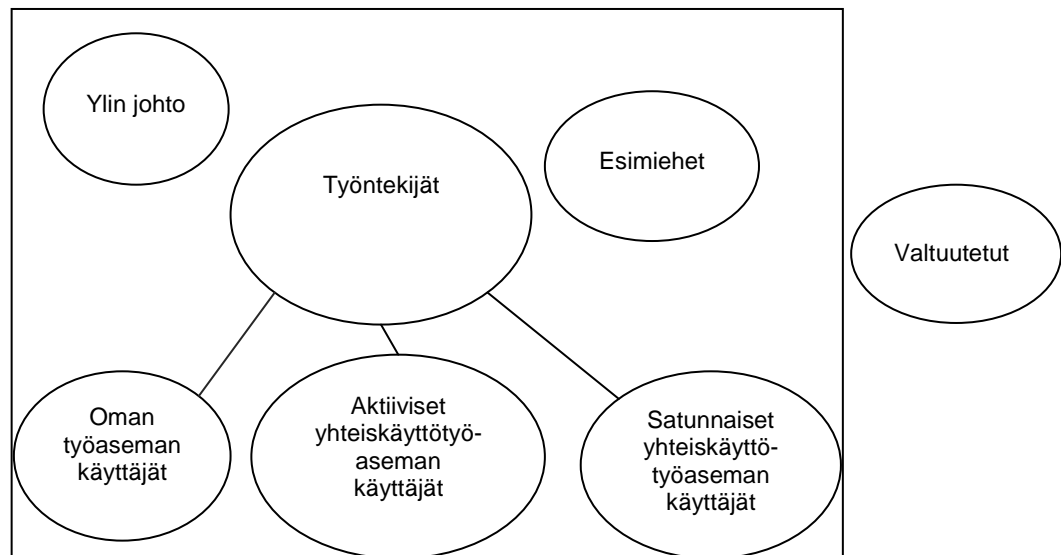 Ylin johto
Esimiehet
Työntekijät
Valtuutetut
Oman
työaseman
käyttäjät
Aktiiviset
yhteiskäyttötyö-
aseman
käyttäjät
Satunnaiset
yhteiskäyttö-
työaseman
käyttäjät